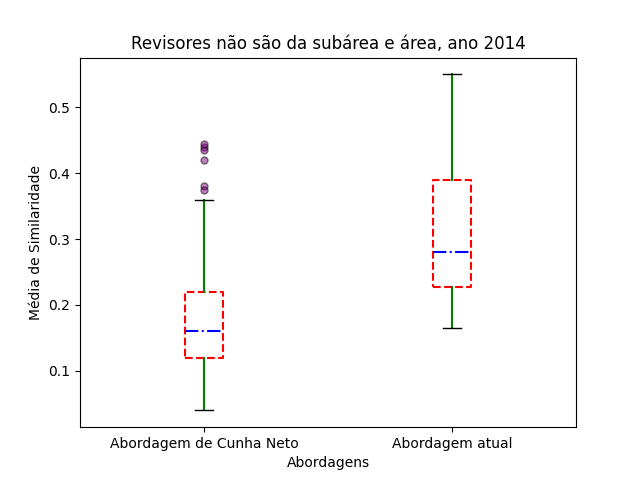 Revisores não são da subárea e área, ano 2014
Média de Similaridade
0.5
0.4
0.3
0.2
0.1
Abordagem de Cunha Neto
Abordagem atual
Abordagens